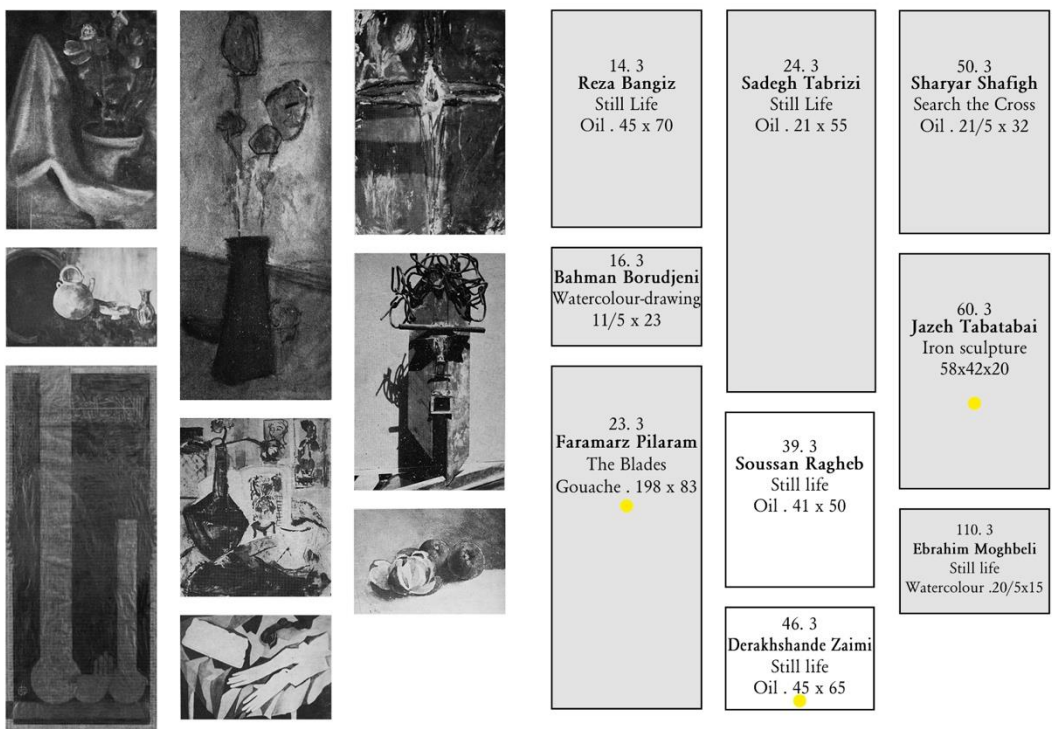 14. 3
Reza Bangiz
Still Life
Oil . 45 x 70
16. 3
Bahman Borudjeni
Watercolour-drawing
11/5 x 23
23. 3
Faramarz Pilaram
The Blades
Gouache . 198 x 83
24. 3
Sadegh Tabrizi
Still Life
Oil . 21 x 55
39. 3
Soussan Ragheb
Still life
Oil . 41 x 50
46. 3
Derakhshande Zaimi
Still life
Oil . 45 x 65
50. 3
Sharyar Shafigh
Search the Cross
Oil . 21/5 x 32
60. 3
Jazeh Tabatabai
Iron sculpture
58x42x20
110. 3
Ebrahim Moghbeli
Still life
Watercolour .20/5x15